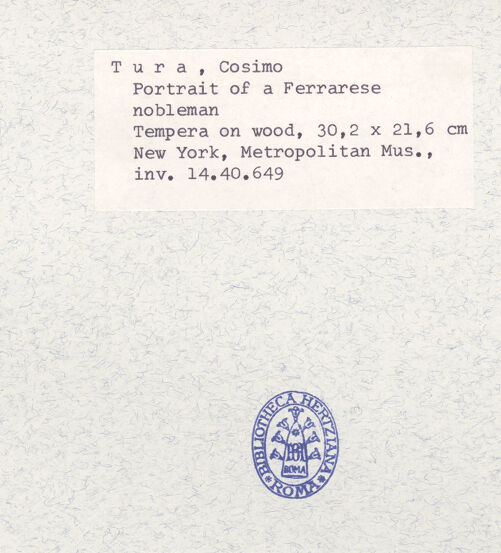 T u r a , Cosimo
Portrait of a Ferrarese
nobleman
Tempera on wood, 30,2 x 21,6 cm
New York, Metropolitan Mus.,
inv. 14.40.649
BIBLIOTHECA HERTZIANA
ROMA
ROMA